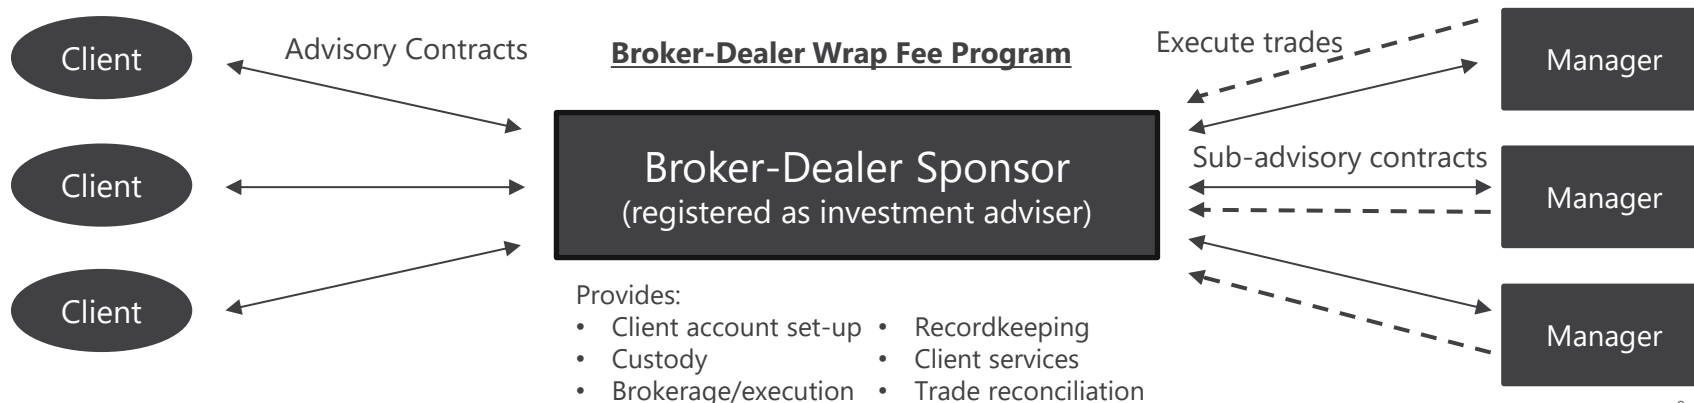 Broker-Dealer Wrap Fee Program
Client
Advisory Contracts
Client
Client
Broker-Dealer Sponsor
(registered as investment adviser)
Provides:
• Client account set-up
• Custody
• Brokerage/execution
• Recordkeeping
• Client services
• Trade reconciliation
Execute trades
Sub-advisory contracts
Manager
Manager
Manager